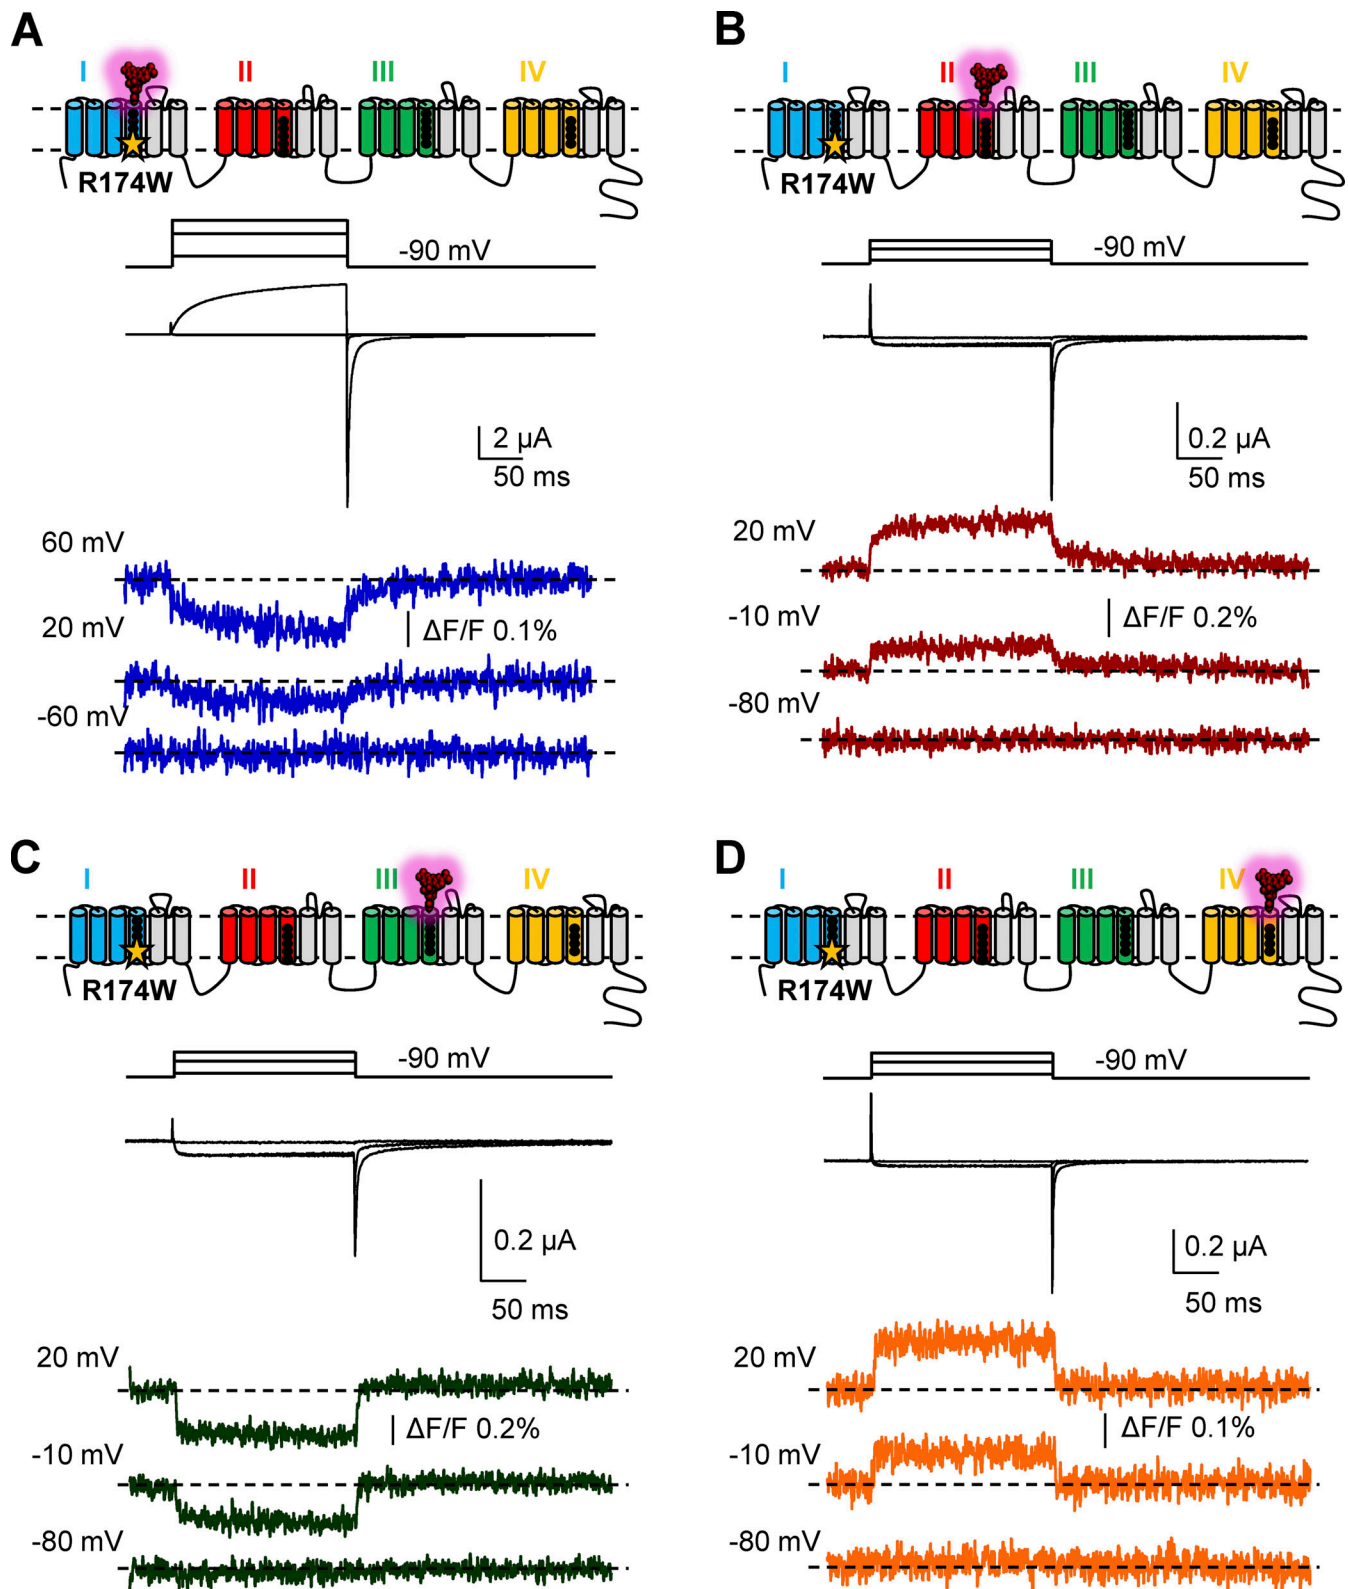 A
I II III IV
R174W
-90 mV
2 µA
50 ms
60 mV
20 mV
ΔF/F 0.1%
-60 mV
B
I II III IV
R174W
-90 mV
0.2 µA
50 ms
20 mV
-10 mV
ΔF/F 0.2%
-80 mV
C
I II III IV
R174W
-90 mV
0.2 µA
50 ms
20 mV
ΔF/F 0.2%
-10 mV
-80 mV
D
I II III IV
R174W
-90 mV
0.2 µA
50 ms
20 mV
ΔF/F 0.1%
-10 mV
-80 mV